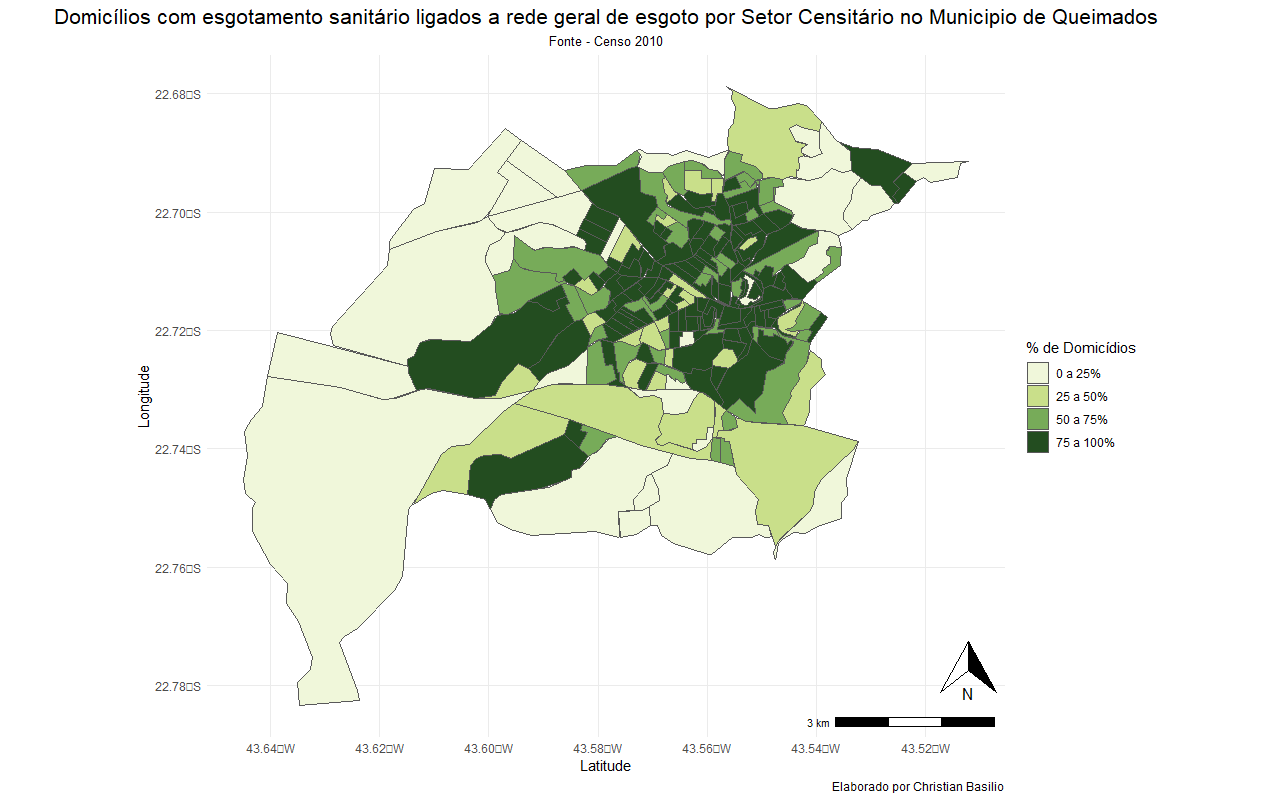 Domicílios com esgotamento sanitário ligados a rede geral de esgoto por Setor Censitário no Municipio de Queimados
Fonte - Censo 2010
22.68▯S
22.70▯S
22.72▯S
22.74▯S
22.76▯S
22.78▯S
Longitude
% de Domicídios
0 a 25%
25 a 50%
50 a 75%
75 a 100%
N
3 km
43.64▯W
43.62▯W
43.60▯W
43.58▯W
43.56▯W
43.54▯W
43.52▯W
Latitude
Elaborado por Christian Basilio